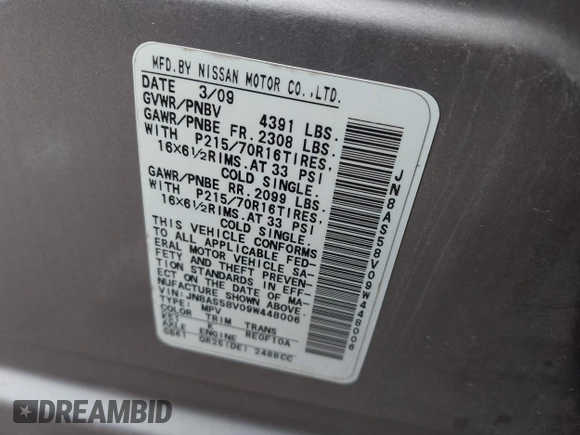 MFD.BY NISSAN MOTOR CO.,LTD.
DATE 3/09
GVWR/PNBV 4391 LBS.
GAWR/PNBE FR. 2308 LBS.
WITH P215/70R16TIRES,
16X6½RIMS.AT 33 PSI
COLD SINGLE.
GAWR/PNBE RR. 2099 LBS.
WITH P215/70R16TIRES,
16X6½RIMS.AT 33 PSI
COLD SINGLE.
THIS VEHICLE CONFORMS
TO ALL APPLICABLE FED-
ERAL MOTOR VEHICLE SA-
FETY AND THEFT PREVEN-
TION STANDARDS IN EFF-
ECT ON THE DATE OF MA-
NUFACTURE SHOWN ABOVE.
VIN:JN8AS58V09W448006
TYPE: MPV
COLOR TRIM TRANS
K51 K RE0F10A
AXLE ENGINE
GB61 QR25(DE) 2488CC
JN8AS58V09W448006
DREAMBID